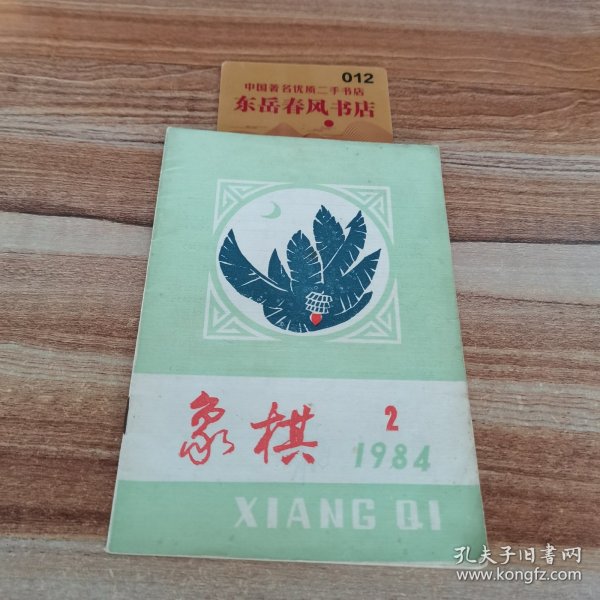 012
中国著名优质二手书店
东岳春风书店
象棋
2
1984
XIANG QI
孔夫子旧书网
www.kongfz.com